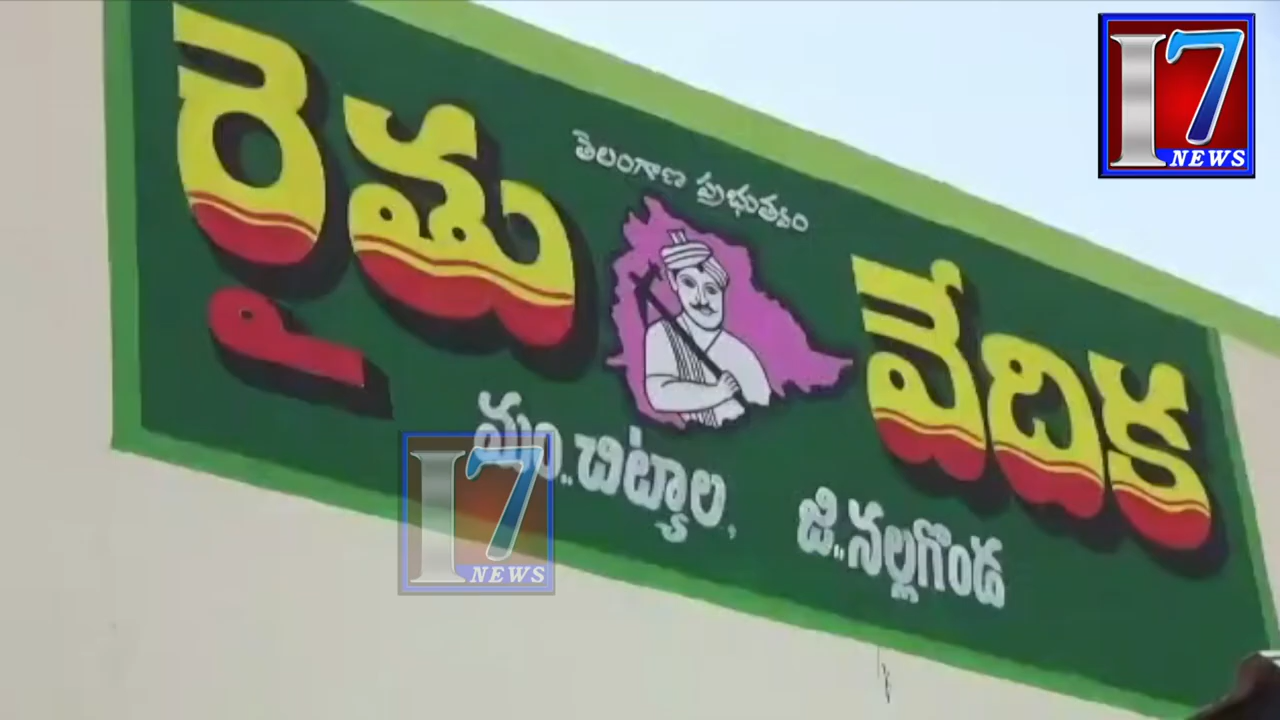 I7
NEWS
తెలంగాణ ప్రభుత్వం
రైతు వేదిక
మం..చిట్యాల, జి..నల్లగొండ
I7
NEWS